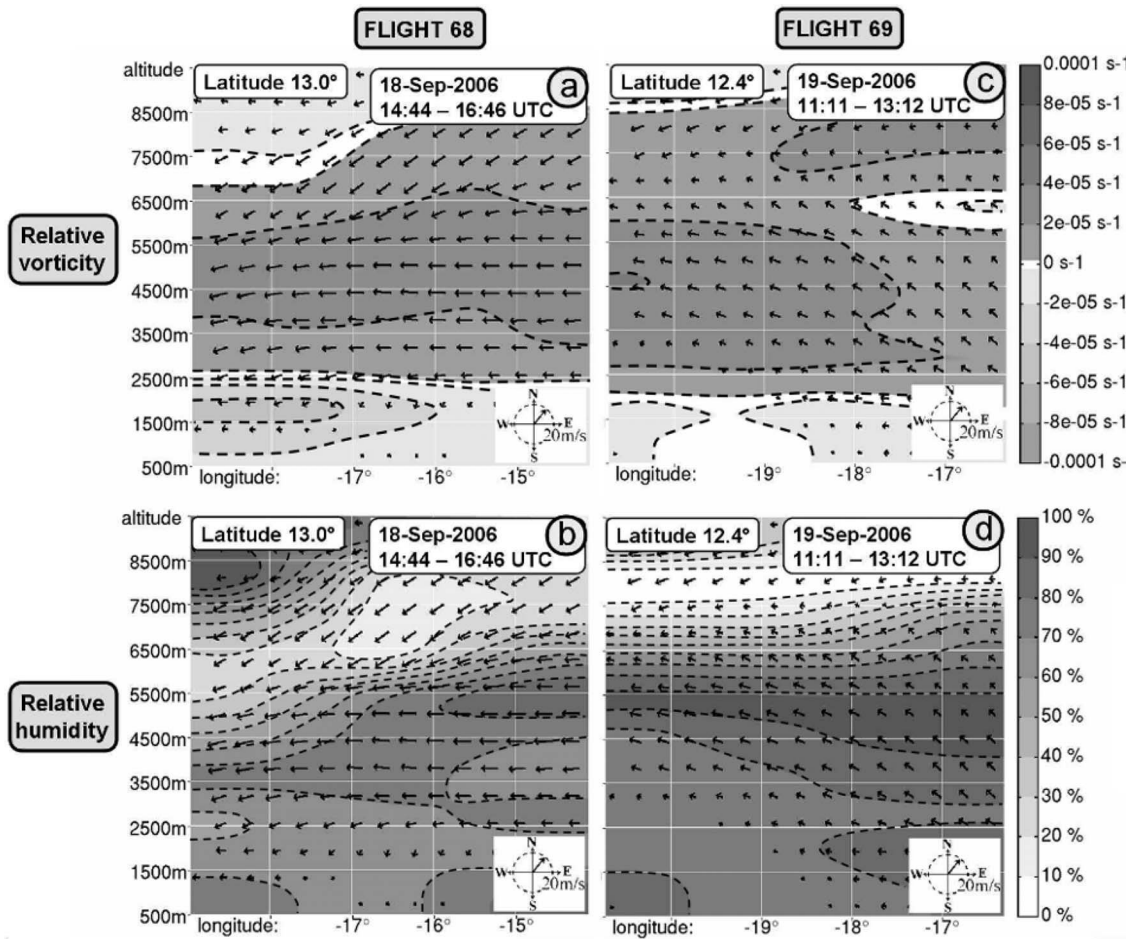 FLIGHT 68
FLIGHT 69
altitude
Latitude 13.0°
18-Sep-2006
14:44 – 16:46 UTC
a
Latitude 12.4°
19-Sep-2006
11:11 – 13:12 UTC
c
8500m
7500m
6500m
5500m
4500m
3500m
2500m
1500m
500m
Relative
vorticity
N
W E
S
20m/s
N
W E
S
20m/s
longitude: -17° -16° -15°
longitude: -19° -18° -17°
0.0001 s-1
8e-05 s-1
6e-05 s-1
4e-05 s-1
2e-05 s-1
0 s-1
-2e-05 s-1
-4e-05 s-1
-6e-05 s-1
-8e-05 s-1
-0.0001 s-
altitude
Latitude 13.0°
18-Sep-2006
14:44 – 16:46 UTC
b
Latitude 12.4°
19-Sep-2006
11:11 – 13:12 UTC
d
8500m
7500m
6500m
5500m
4500m
3500m
2500m
1500m
500m
Relative
humidity
N
W E
S
20m/s
N
W E
S
20m/s
longitude: -17° -16° -15°
longitude: -19° -18° -17°
100 %
90 %
80 %
70 %
60 %
50 %
40 %
30 %
20 %
10 %
0 %